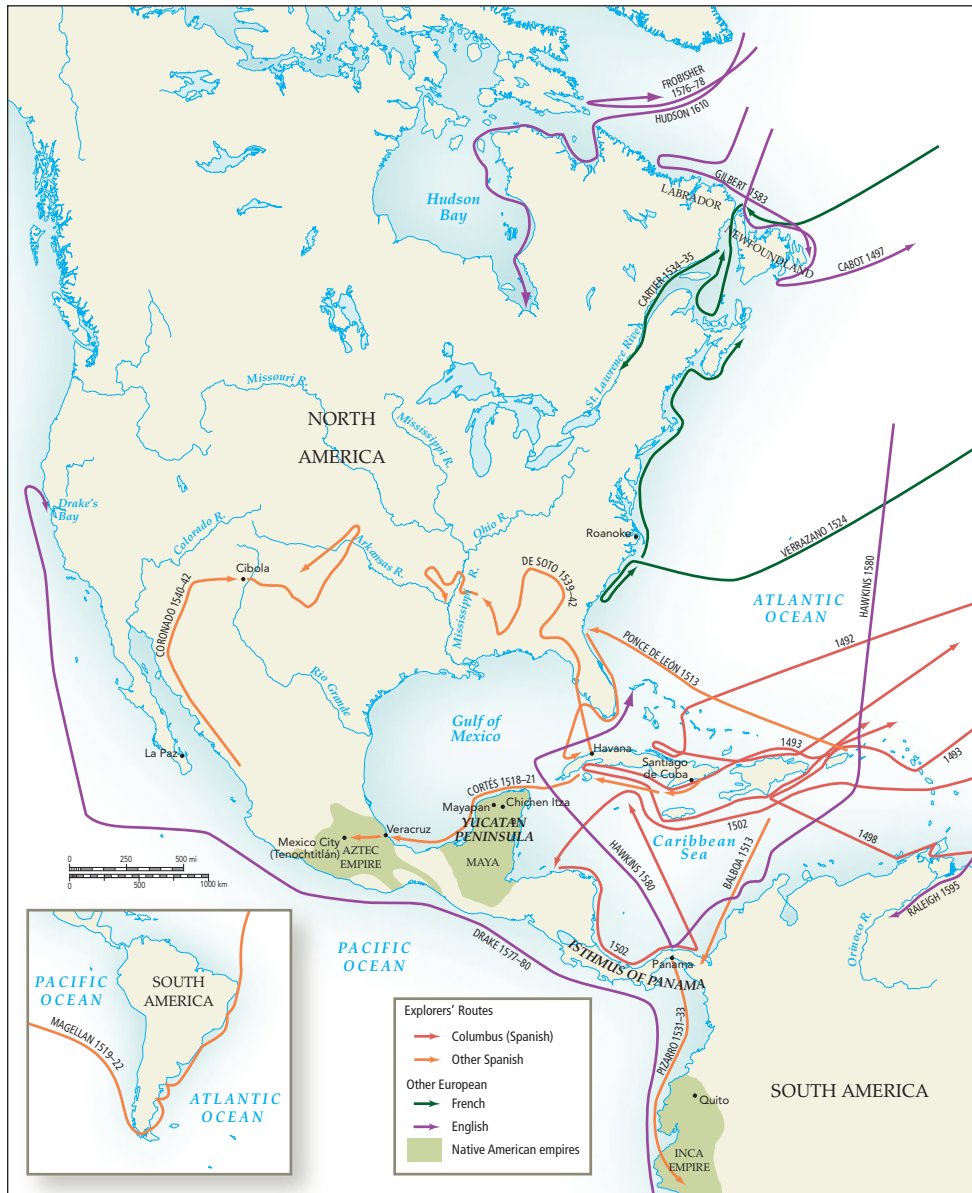 FROBISHER
1576–78
HUDSON 1610
GILBERT 1583
LABRADOR
Hudson
Bay
NEWFOUNDLAND
CABOT 1497
CARTIER 1534–35
St. Lawrence River
Missouri R.
NORTH
AMERICA
Mississippi R.
Drake's
Bay
Colorado R.
Ohio R.
Roanoke
VERRAZANO 1524
HAWKINS 1580
Cibola
Arkansas R.
DE SOTO 1539–42
Mississippi R.
CORONADO 1540–42
ATLANTIC
OCEAN
PONCE DE LEÓN 1513
1492
Rio Grande
Gulf of
Mexico
La Paz
Havana
1493
1493
Santiago
de Cuba
CORTÉS 1518–21
Mayapan
Chichen Itza
YUCATAN
PENINSULA
MAYA
Veracruz
Mexico City
(Tenochtitlán)
AZTEC
EMPIRE
1502
Caribbean
Sea
1498
HAWKINS 1580
BALBOA 1513
RALEIGH 1595
Orinoco R.
0 250 500 mi
0 500 1000 km
DRAKE 1577–80
1502
ISTHMUS OF PANAMA
Panama
PACIFIC
OCEAN
PIZARRO 1531–33
Quito
SOUTH AMERICA
INCA
EMPIRE
PACIFIC
OCEAN
SOUTH
AMERICA
MAGELLAN 1519–22
ATLANTIC
OCEAN
Explorers' Routes
Columbus (Spanish)
Other Spanish
Other European
French
English
Native American empires